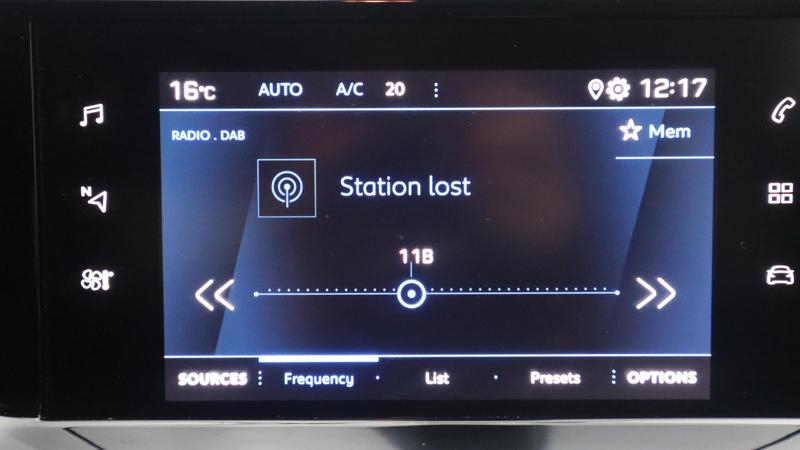 16°C AUTO A/C 20 12:17
RADIO . DAB
Mem
Station lost
11B
N
SOURCES Frequency List Presets OPTIONS